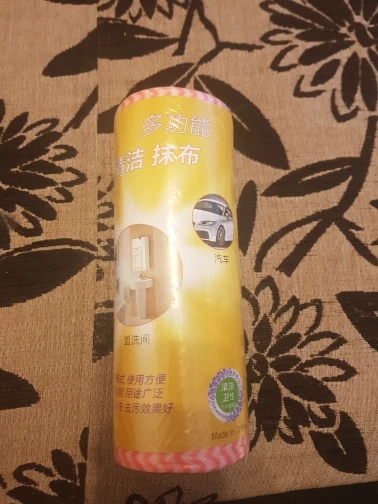 多功能
清洁 抹布
汽车
盥洗间
式 使用方便
用途广泛
去污效果好
清洁
卫生
Made in